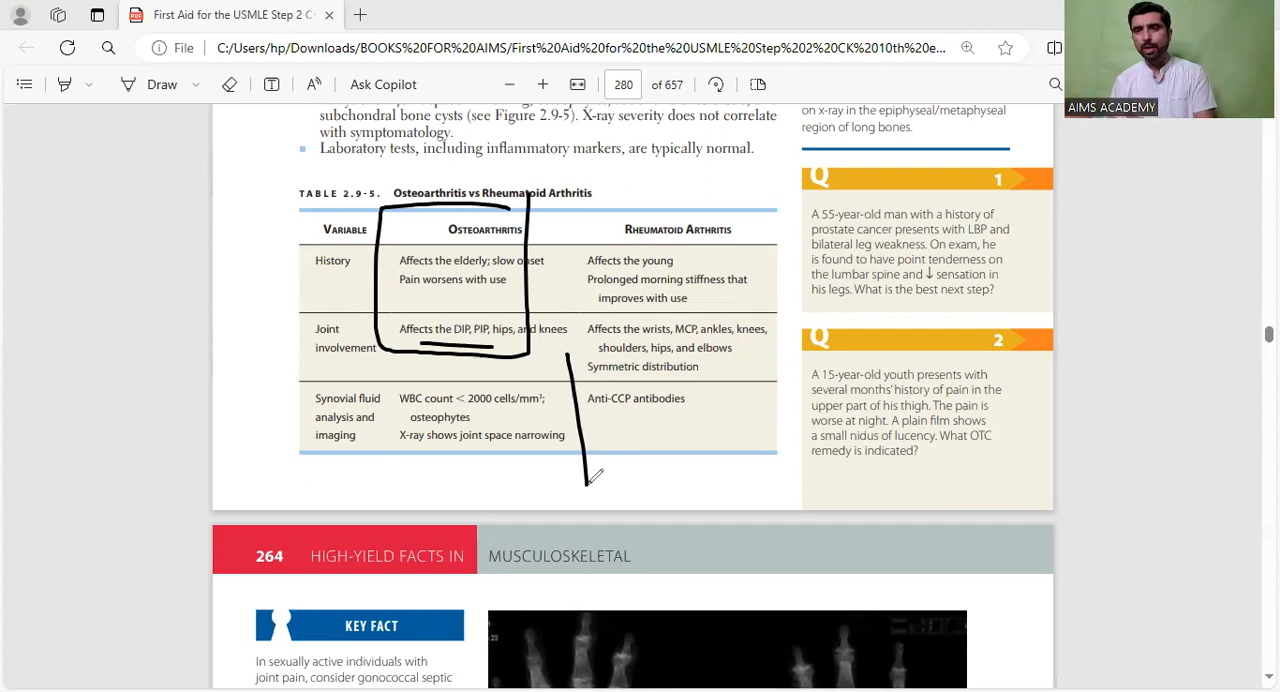 First Aid for the USMLE Step 2 C
File
C:/Users/hp/Downloads/BOOKS%20FOR%20AIMS/First%20Aid%20for%20the%20USMLE%20Step%202%20CK%2010th%20e...
Draw
Ask Copilot
280 of 657
AIMS ACADEMY
subchondral bone cysts (see Figure 2.9-5). X-ray severity does not correlate
with symptomatology.
Laboratory tests, including inflammatory markers, are typically normal.
on x-ray in the epiphyseal/metaphyseal
region of long bones.
TABLE 2.9-5. Osteoarthritis vs Rheumatoid Arthritis
VARIABLE OSTEOARTHRITIS RHEUMATOID ARTHRITIS
History Affects the elderly; slow onset Affects the young
Pain worsens with use Prolonged morning stiffness that
improves with use
Joint Affects the DIP, PIP, hips, and knees Affects the wrists, MCP, ankles, knees,
involvement shoulders, hips, and elbows
Symmetric distribution
Synovial fluid WBC count < 2000 cells/mm³; Anti-CCP antibodies
analysis and osteophytes
imaging X-ray shows joint space narrowing
Q 1
A 55-year-old man with a history of
prostate cancer presents with LBP and
bilateral leg weakness. On exam, he
is found to have point tenderness on
the lumbar spine and ↓ sensation in
his legs. What is the best next step?
Q 2
A 15-year-old youth presents with
several months' history of pain in the
upper part of his thigh. The pain is
worse at night. A plain film shows
a small nidus of lucency. What OTC
remedy is indicated?
264 HIGH-YIELD FACTS IN MUSCULOSKELETAL
KEY FACT
In sexually active individuals with
joint pain, consider gonococcal septic